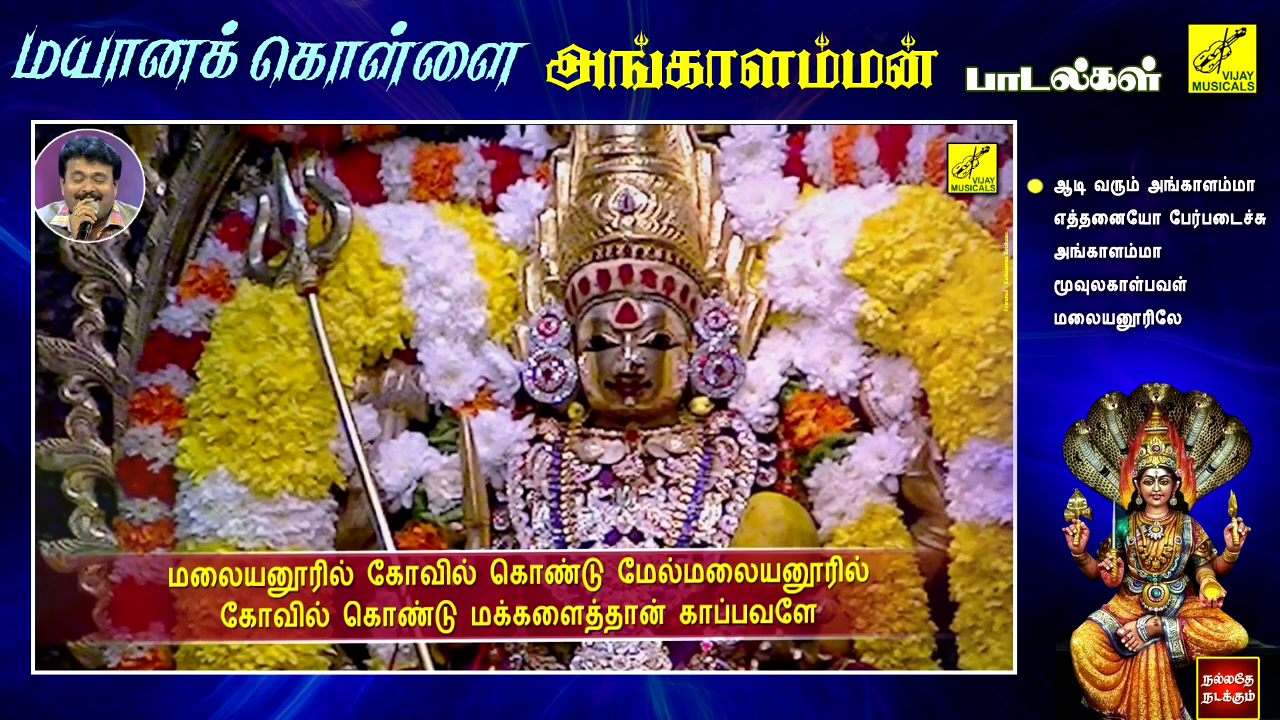 மயானக் கொள்ளை அங்காளம்மன் பாடல்கள்
VIJAY
MUSICALS
VIJAY
MUSICALS
ஆடி வரும் அங்காளம்மா
எத்தனையோ பேர்படைச்சு
அங்காளம்மா
மூவுலகாள்பவள்
மலையனூரிலே
மலையனூரில் கோவில் கொண்டு மேல்மலையனூரில்
கோவில் கொண்டு மக்களைத்தான் காப்பவளே
நல்லதே
நடக்கும்